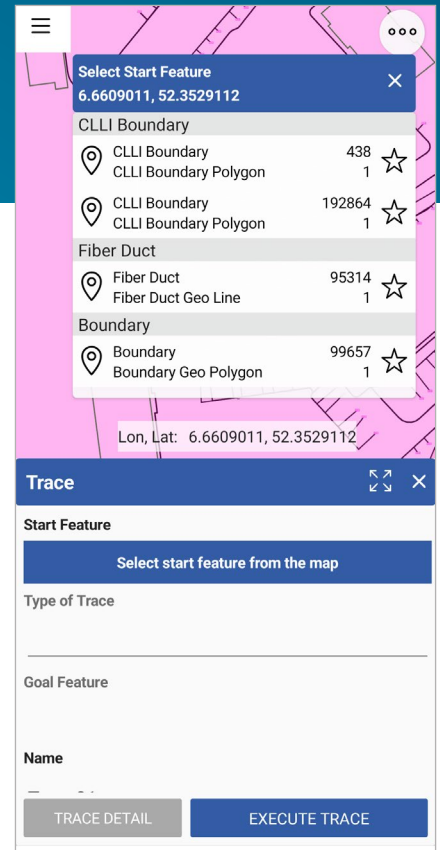 Select Start Feature
6.6609011, 52.3529112
CLLI Boundary
CLLI Boundary 438
CLLI Boundary Polygon 1
CLLI Boundary 192864
CLLI Boundary Polygon 1
Fiber Duct
Fiber Duct 95314
Fiber Duct Geo Line 1
Boundary
Boundary 99657
Boundary Geo Polygon 1
Lon, Lat: 6.6609011, 52.3529112
Trace
Start Feature
Select start feature from the map
Type of Trace
Goal Feature
Name
TRACE DETAIL EXECUTE TRACE